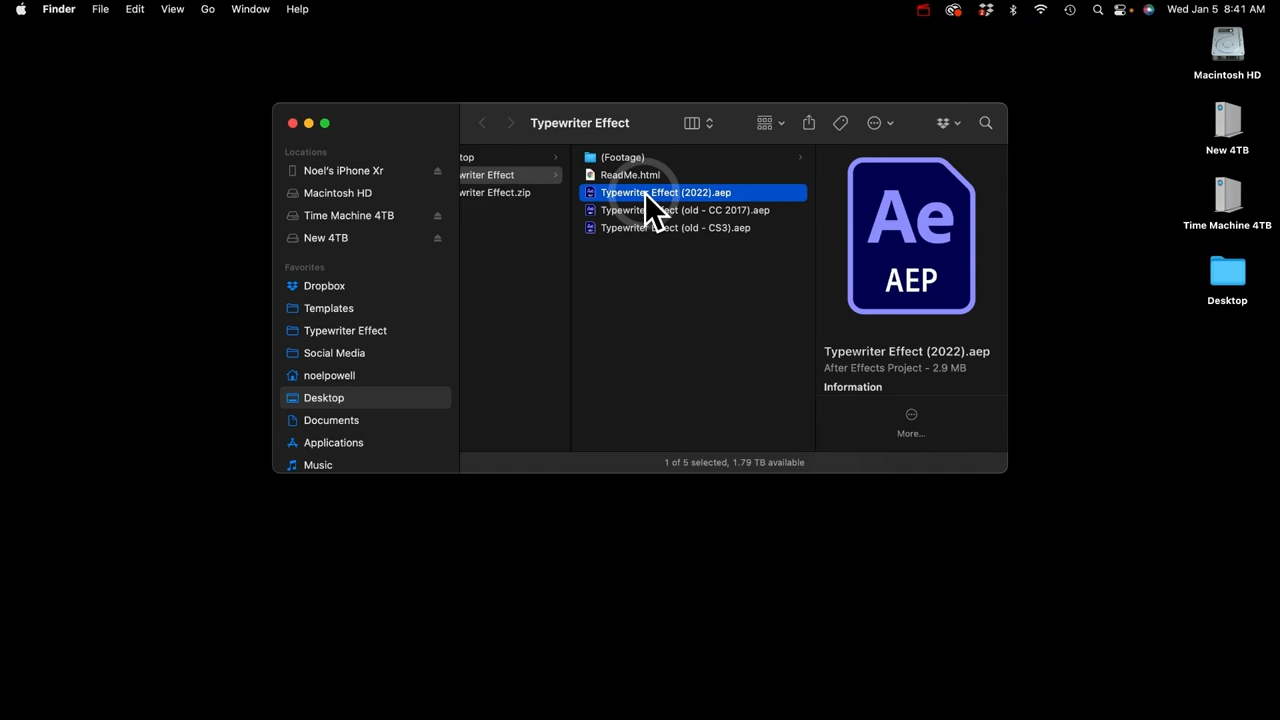 Finder File Edit View Go Window Help
Wed Jan 5 8:41 AM
Macintosh HD
New 4TB
Time Machine 4TB
Desktop
Typewriter Effect
Locations
Noel's iPhone Xr
Macintosh HD
Time Machine 4TB
New 4TB
Favorites
Dropbox
Templates
Typewriter Effect
Social Media
noelpowell
Desktop
Documents
Applications
Music
top
writer Effect
writer Effect.zip
(Footage)
ReadMe.html
Typewriter Effect (2022).aep
(old - CC 2017).aep
(old - CS3).aep
Ae
AEP
Typewriter Effect (2022).aep
After Effects Project - 2.9 MB
Information
More...
1 of 5 selected, 1.79 TB available